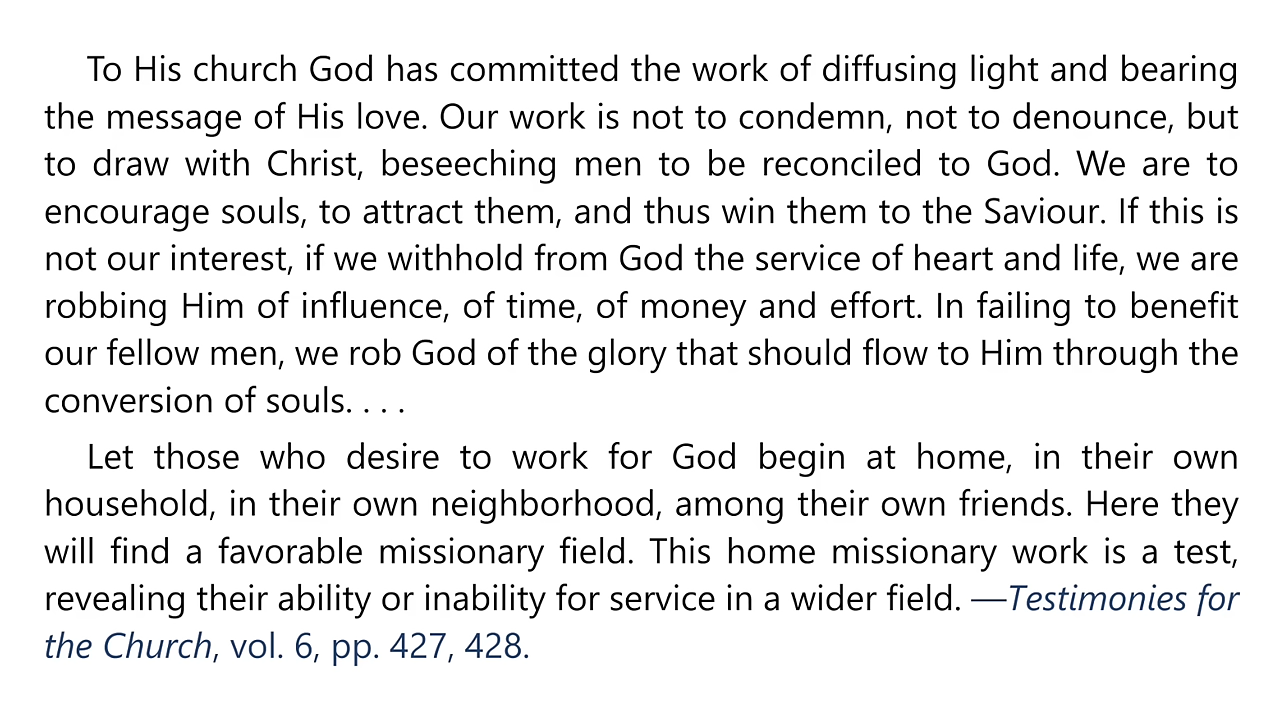 To His church God has committed the work of diffusing light and bearing
the message of His love. Our work is not to condemn, not to denounce, but
to draw with Christ, beseeching men to be reconciled to God. We are to
encourage souls, to attract them, and thus win them to the Saviour. If this is
not our interest, if we withhold from God the service of heart and life, we are
robbing Him of influence, of time, of money and effort. In failing to benefit
our fellow men, we rob God of the glory that should flow to Him through the
conversion of souls. . . .
Let those who desire to work for God begin at home, in their own
household, in their own neighborhood, among their own friends. Here they
will find a favorable missionary field. This home missionary work is a test,
revealing their ability or inability for service in a wider field. —Testimonies for
the Church, vol. 6, pp. 427, 428.